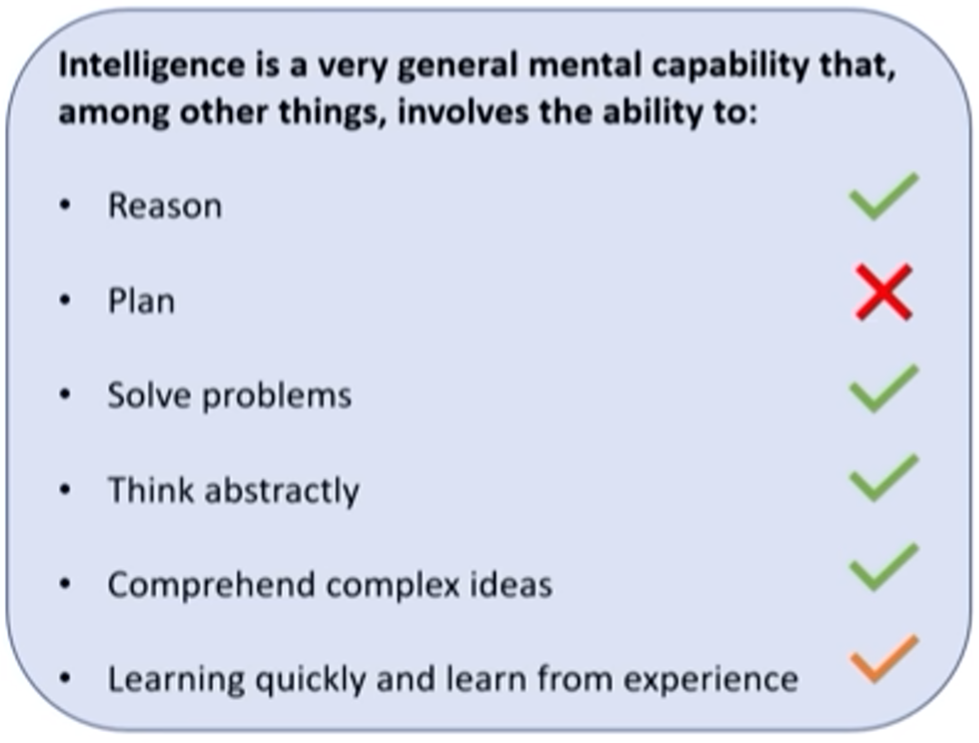 Intelligence is a very general mental capability that,
among other things, involves the ability to:
• Reason
• Plan
• Solve problems
• Think abstractly
• Comprehend complex ideas
• Learning quickly and learn from experience